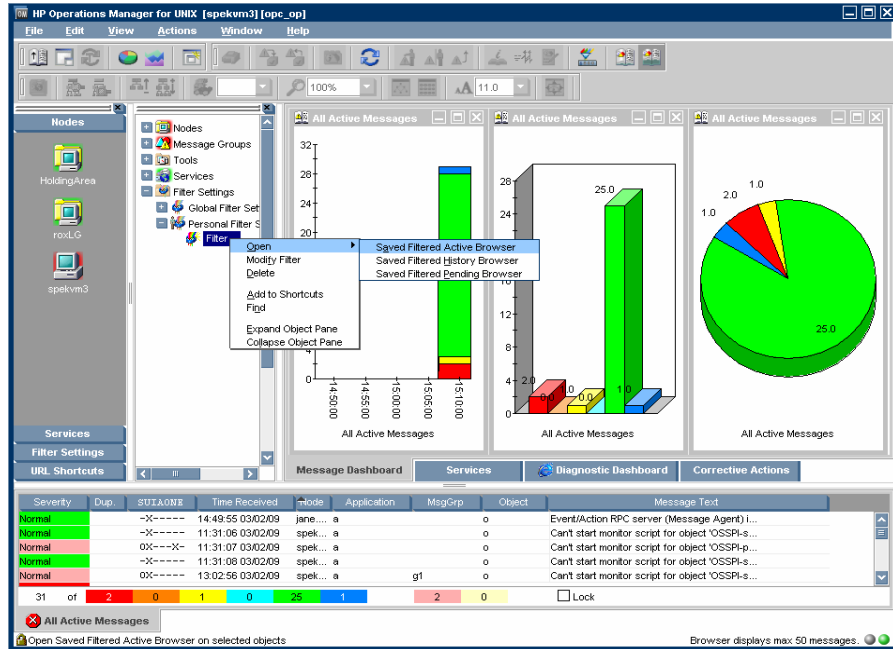 HP Operations Manager for UNIX [spekvm3] [opc_op]
File Edit View Actions Window Help
100%
11.0
Nodes
HoldingArea
roxLG
spekvm3
Services
Filter Settings
URL Shortcuts
Nodes
Message Groups
Tools
Services
Filter Settings
Global Filter Set
Personal Filter S
Filter
Open
Modify Filter
Delete
Add to Shortcuts
Find
Expand Object Pane
Collapse Object Pane
Saved Filtered Active Browser
Saved Filtered History Browser
Saved Filtered Pending Browser
All Active Messages
32
28
24
20
4
0
14:50:00
14:55:00
15:00:00
15:05:00
15:10:00
All Active Messages
All Active Messages
28
24
12
8
4
0
2.0
0.0
1.0
0.0
25.0
1.0
All Active Messages
All Active Messages
1.0
2.0
1.0
25.0
All Active Messages
Message Dashboard Services Diagnostic Dashboard Corrective Actions
Severity Dup. SUIAONE Time Received Node Application MsgGrp Object Message Text
Normal -X----- 14:49:55 03/02/09 jane.... a o Event/Action RPC server (Message Agent) i...
Normal -X----- 11:31:06 03/02/09 spek... a o Can't start monitor script for object 'OSSPI-s...
Normal OX---X- 11:31:07 03/02/09 spek... a o Can't start monitor script for object 'OSSPI-p...
Normal -X----- 11:31:08 03/02/09 spek... a o Can't start monitor script for object 'OSSPI-s...
Normal OX----- 13:02:56 03/02/09 spek... a g1 o Can't start monitor script for object 'OSSPI-s...
31 of 2 0 1 0 25 1 2 0 Lock
All Active Messages
Open Saved Filtered Active Browser on selected objects Browser displays max 50 messages.